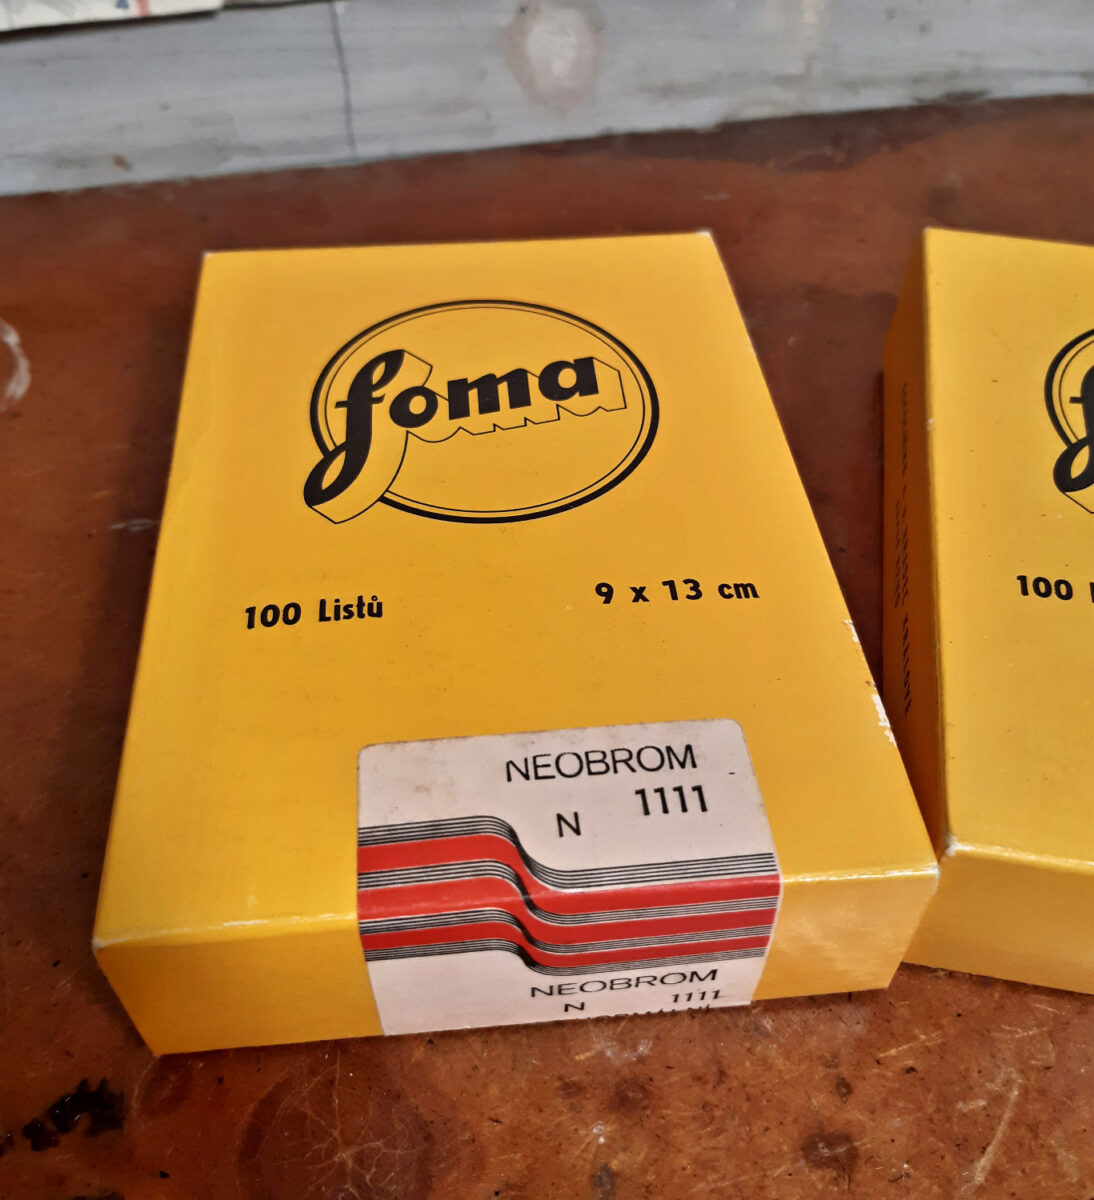 foma
100 Listů
9 x 13 cm
NEOBROM
N 1111
NEOBROM
N 1111
100